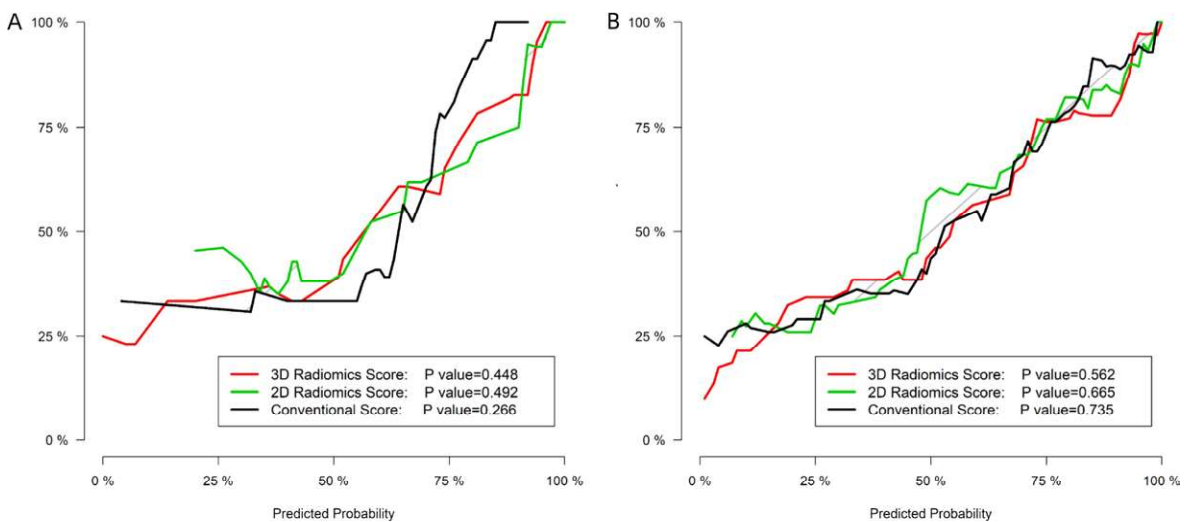 A
100 %
75 %
50 %
25 %
0 %
3D Radiomics Score: P value=0.448
2D Radiomics Score: P value=0.492
Conventional Score: P value=0.266
0 %
25 %
50 %
75 %
100 %
Predicted Probability
B
100 %
75 %
50 %
25 %
0 %
3D Radiomics Score: P value=0.562
2D Radiomics Score: P value=0.665
Conventional Score: P value=0.735
0 %
25 %
50 %
75 %
100 %
Predicted Probability